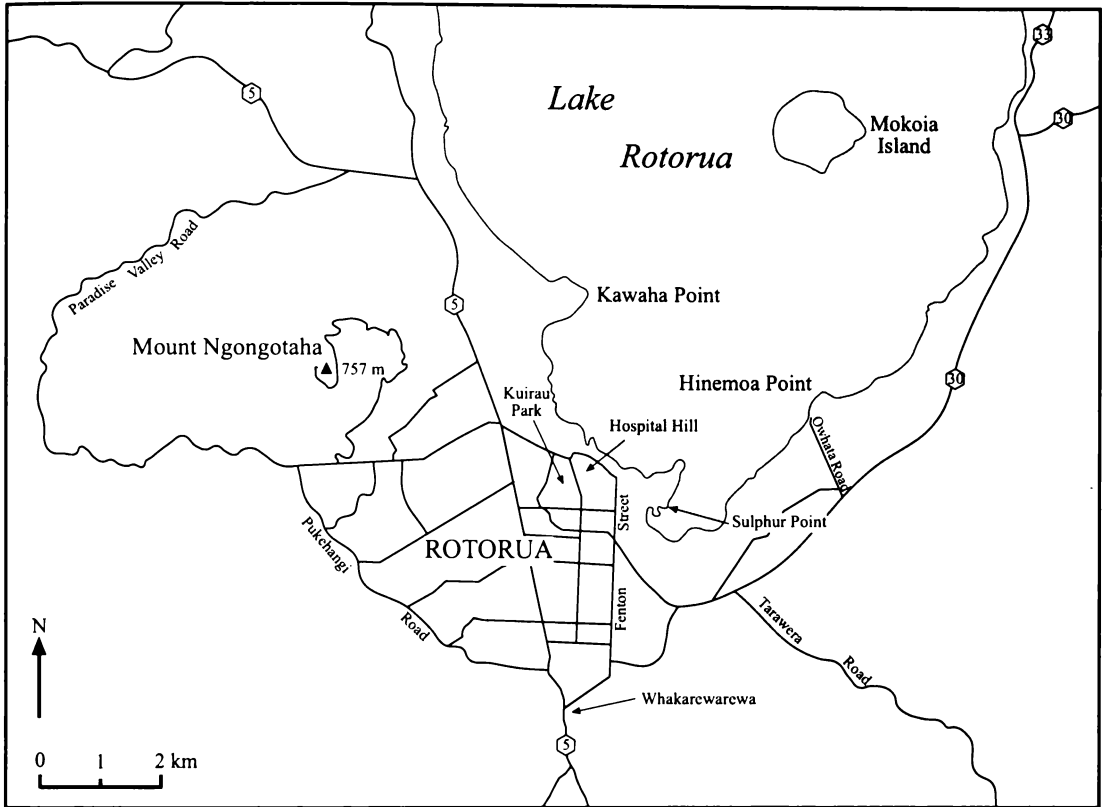 33
5
Lake
30
Mokoia
Island
Rotorua
Paradise Valley Road
5
Kawaha Point
Mount Ngongotaha
757 m
Hinemoa Point
30
Kuirau
Park
Hospital Hill
Owhata Road
Street
Sulphur Point
Pukehangi
ROTORUA
Fenton
Tarawera
Road
Road
N
Whakarewarewa
5
0 1 2 km